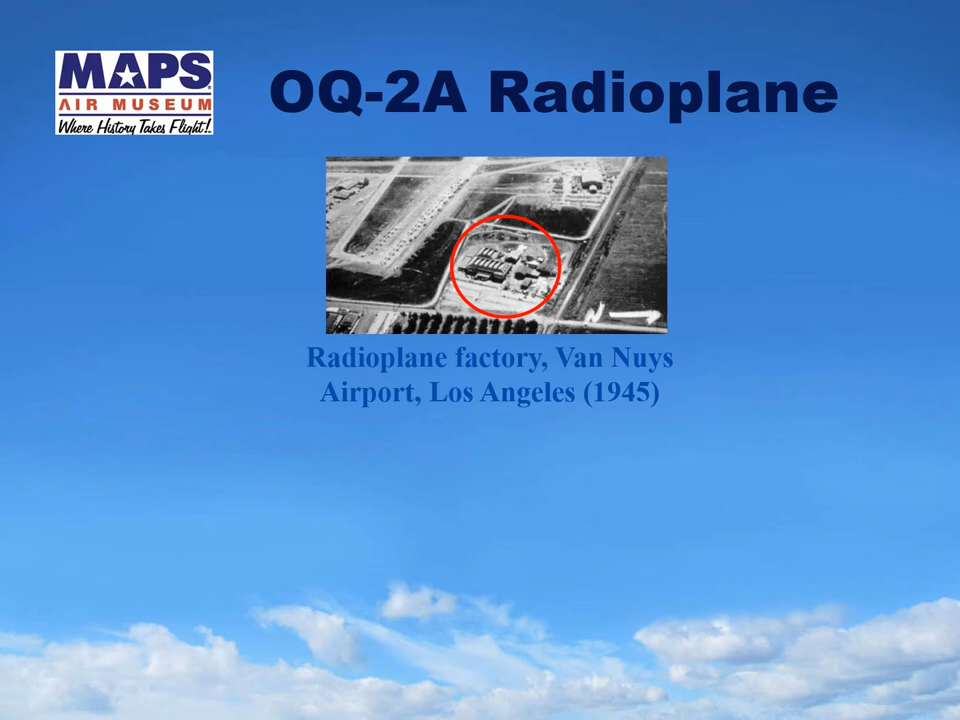 MAPS
AIR MUSEUM
Where History Takes Flight!
OQ-2A Radioplane
N
Radioplane factory, Van Nuys
Airport, Los Angeles (1945)